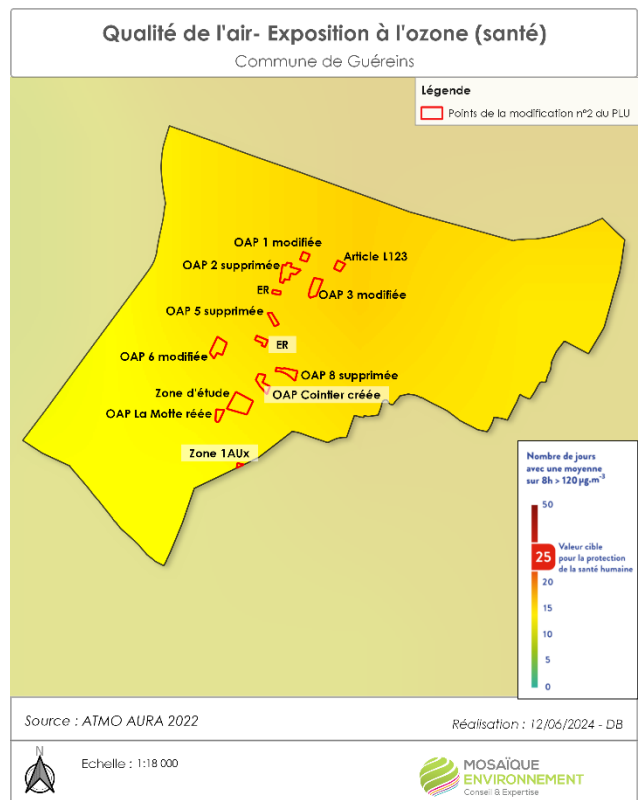 Qualité de l'air- Exposition à l'ozone (santé)
Commune de Guéreins
Légende
Points de la modification n°2 du PLU
OAP 1 modifiée
Article L123
OAP 2 supprimée
ER
OAP 3 modifiée
OAP 5 supprimée
ER
OAP 6 modifiée
OAP 8 supprimée
Zone d'étude
OAP Cointier créée
OAP La Motte réée
Zone 1AUx
Nombre de jours
avec une moyenne
sur 8h > 120 µg.m-3
50
25
Valeur cible
pour la protection
de la santé humaine
20
15
10
5
0
Source : ATMO AURA 2022
Réalisation : 12/06/2024 - DB
N
Echelle : 1:18 000
MOSAÏQUE
ENVIRONNEMENT
Conseil & Expertise